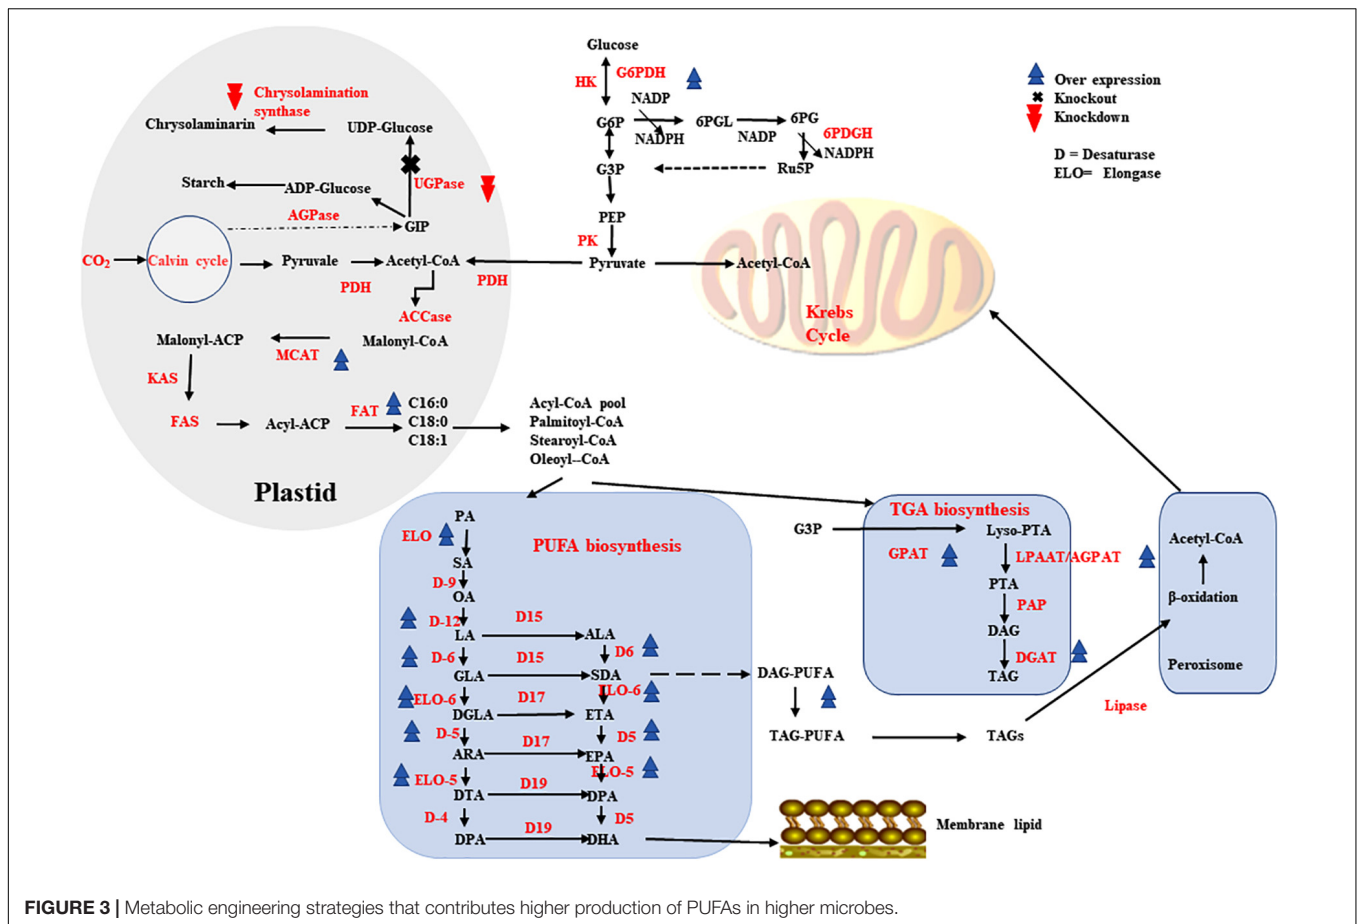 Glucose
HK
G6PDH
NADP
G6P
NADPH
6PGL
NADP
6PG
6PDGH
NADPH
G3P
Ru5P
PEP
PK
Pyruvate
Acetyl-CoA
PDH
Krebs
Cycle
Over expression
Knockout
Knockdown
D = Desaturase
ELO= Elongase
Chrysolamination
synthase
Chrysolaminarin
UDP-Glucose
UGPase
Starch
ADP-Glucose
AGPase
GIP
CO2
Calvin cycle
Pyruvale
PDH
Acetyl-CoA
ACCase
Malonyl-ACP
MCAT
Malonyl-CoA
KAS
FAS
Acyl-ACP
FAT
C16:0
C18:0
C18:1
Plastid
Acyl-CoA pool
Palmitoyl-CoA
Stearoyl-CoA
Oleoyl--CoA
PUFA biosynthesis
PA
ELO
SA
D-9
OA
D-12
LA
D15
ALA
D-6
D6
GLA
D15
SDA
ELO-6
ELO-6
DGLA
D17
ETA
D-5
D5
ARA
D17
EPA
ELO-5
ELO-5
DTA
D19
DPA
D-4
D5
DPA
D19
DHA
DAG-PUFA
TAG-PUFA
TAGs
Membrane lipid
TGA biosynthesis
G3P
Lyso-PTA
GPAT
LPAAT/AGPAT
PTA
PAP
DAG
DGAT
TAG
Lipase
Acetyl-CoA
β-oxidation
Peroxisome
FIGURE 3 | Metabolic engineering strategies that contributes higher production of PUFAs in higher microbes.